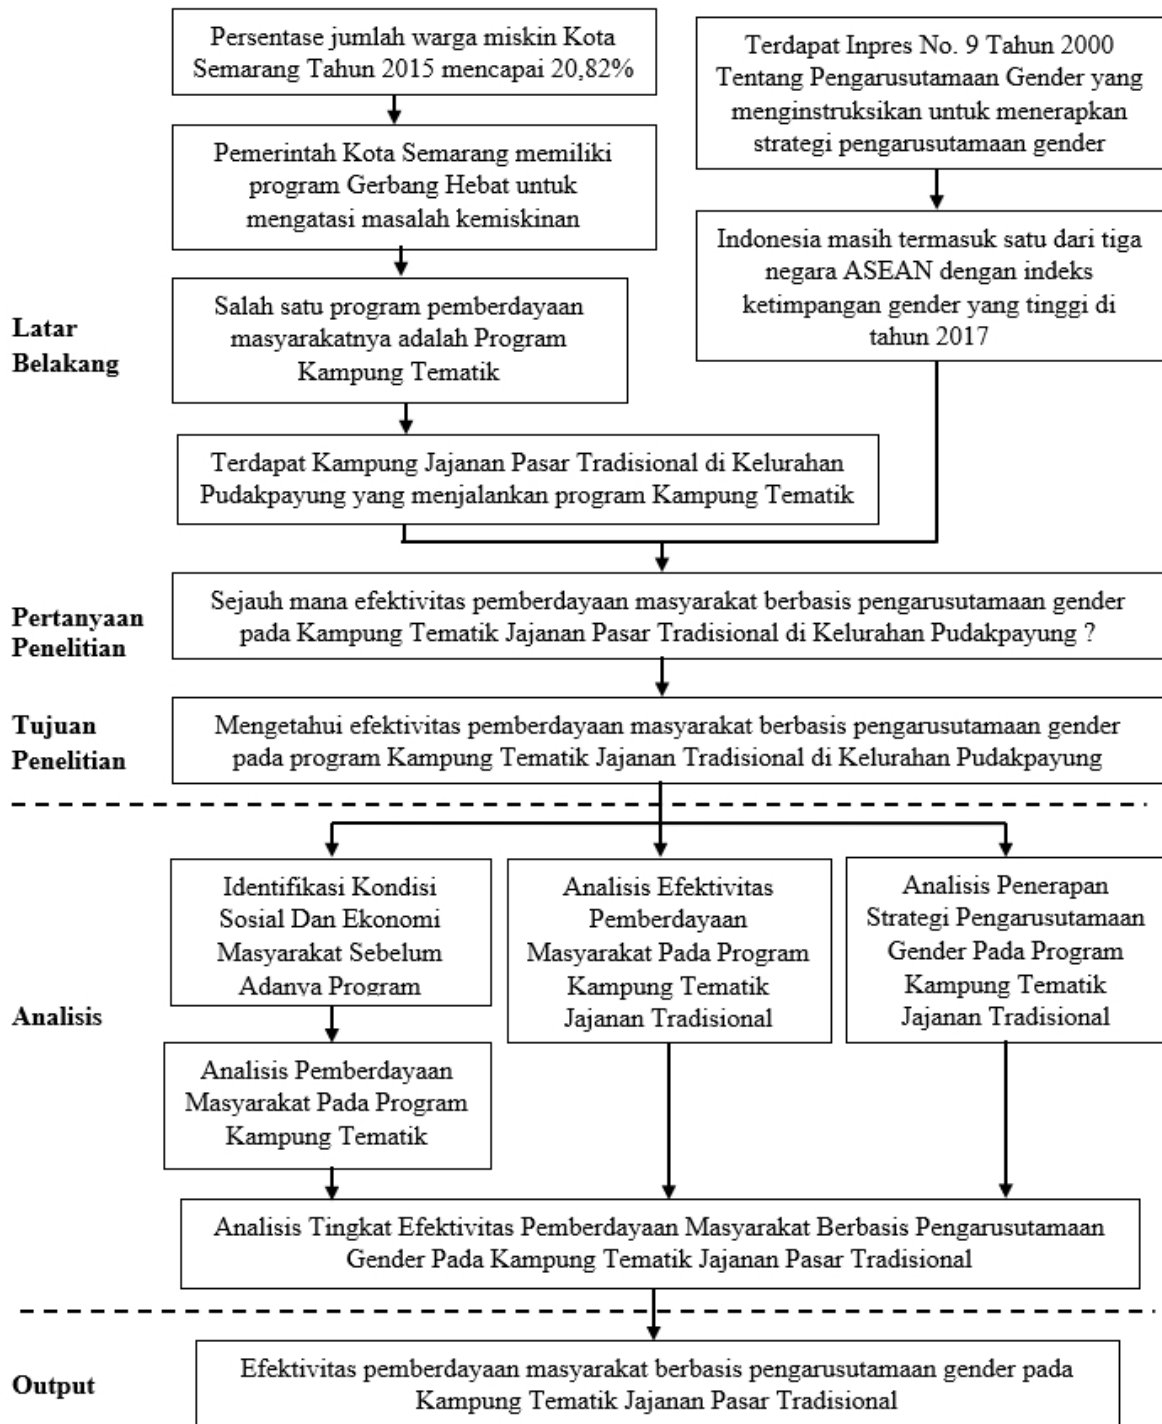 Persentase jumlah warga miskin Kota
Semarang Tahun 2015 mencapai 20,82%
Pemerintah Kota Semarang memiliki
program Gerbang Hebat untuk
mengatasi masalah kemiskinan
Salah satu program pemberdayaan
masyarakatnya adalah Program
Kampung Tematik
Terdapat Kampung Jajanan Pasar Tradisional di Kelurahan
Pudakpayung yang menjalankan program Kampung Tematik
Terdapat Inpres No. 9 Tahun 2000
Tentang Pengarusutamaan Gender yang
menginstruksikan untuk menerapkan
strategi pengarusutamaan gender
Indonesia masih termasuk satu dari tiga
negara ASEAN dengan indeks
ketimpangan gender yang tinggi di
tahun 2017
Latar
Belakang
Pertanyaan
Penelitian
Sejauh mana efektivitas pemberdayaan masyarakat berbasis pengarusutamaan gender
pada Kampung Tematik Jajanan Pasar Tradisional di Kelurahan Pudakpayung ?
Tujuan
Penelitian
Mengetahui efektivitas pemberdayaan masyarakat berbasis pengarusutamaan gender
pada program Kampung Tematik Jajanan Tradisional di Kelurahan Pudakpayung
Analisis
Identifikasi Kondisi
Sosial Dan Ekonomi
Masyarakat Sebelum
Adanya Program
Analisis Pemberdayaan
Masyarakat Pada Program
Kampung Tematik
Analisis Efektivitas
Pemberdayaan
Masyarakat Pada Program
Kampung Tematik
Jajanan Tradisional
Analisis Penerapan
Strategi Pengarusutamaan
Gender Pada Program
Kampung Tematik
Jajanan Tradisional
Analisis Tingkat Efektivitas Pemberdayaan Masyarakat Berbasis Pengarusutamaan
Gender Pada Kampung Tematik Jajanan Pasar Tradisional
Output
Efektivitas pemberdayaan masyarakat berbasis pengarusutamaan gender pada
Kampung Tematik Jajanan Pasar Tradisional